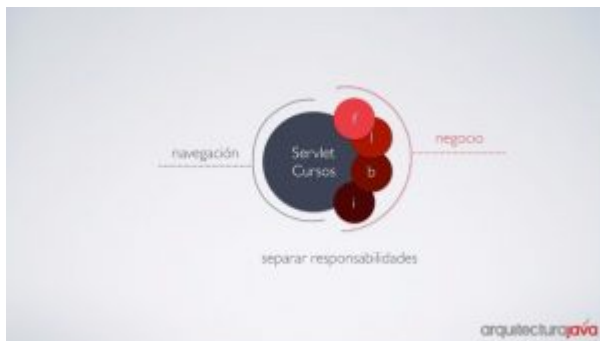 navegación
Servlet
Cursos
f
l
b
i
negocio
separar responsabilidades
arquitecturajava